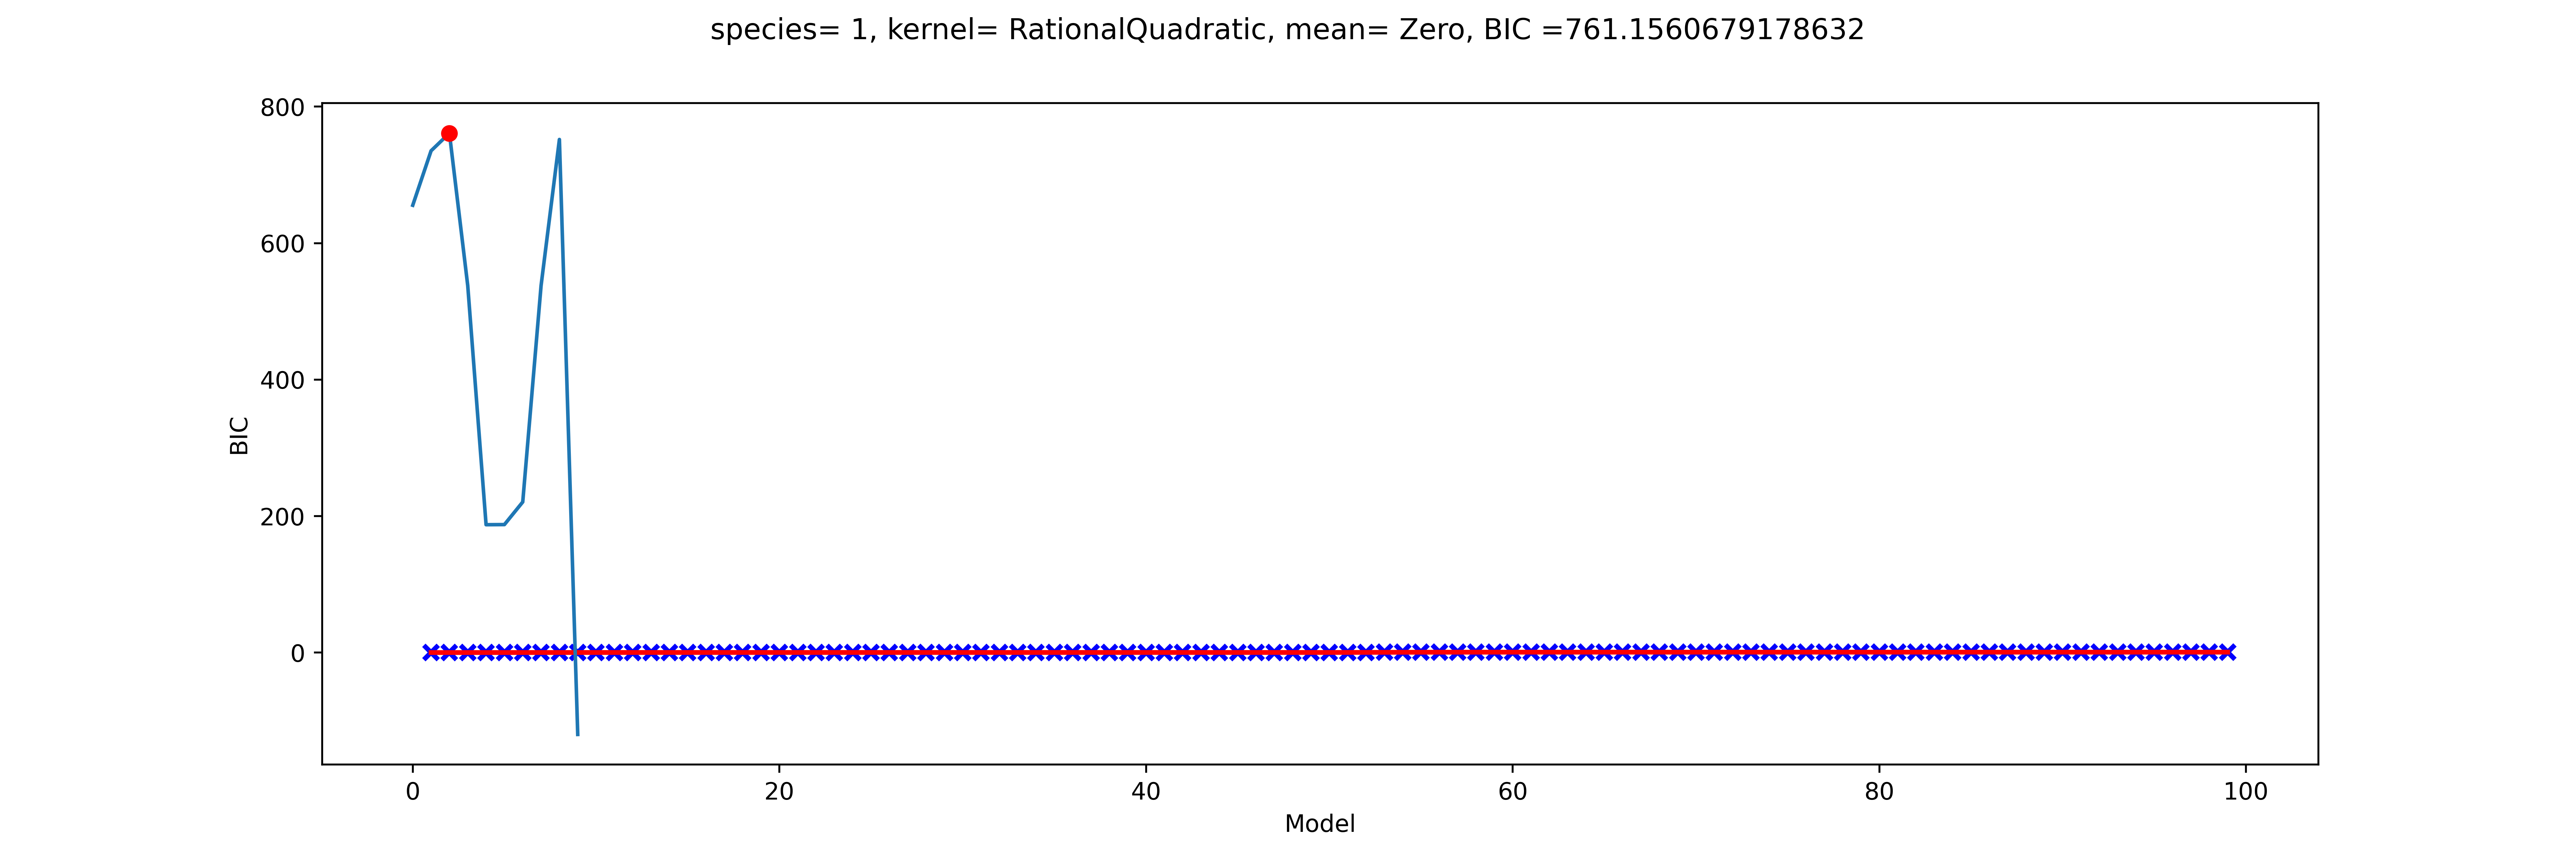 species= 1, kernel= RationalQuadratic, mean= Zero, BIC =761.1560679178632
800
600
400
200
0
BIC
0 20 40 60 80 100
Model